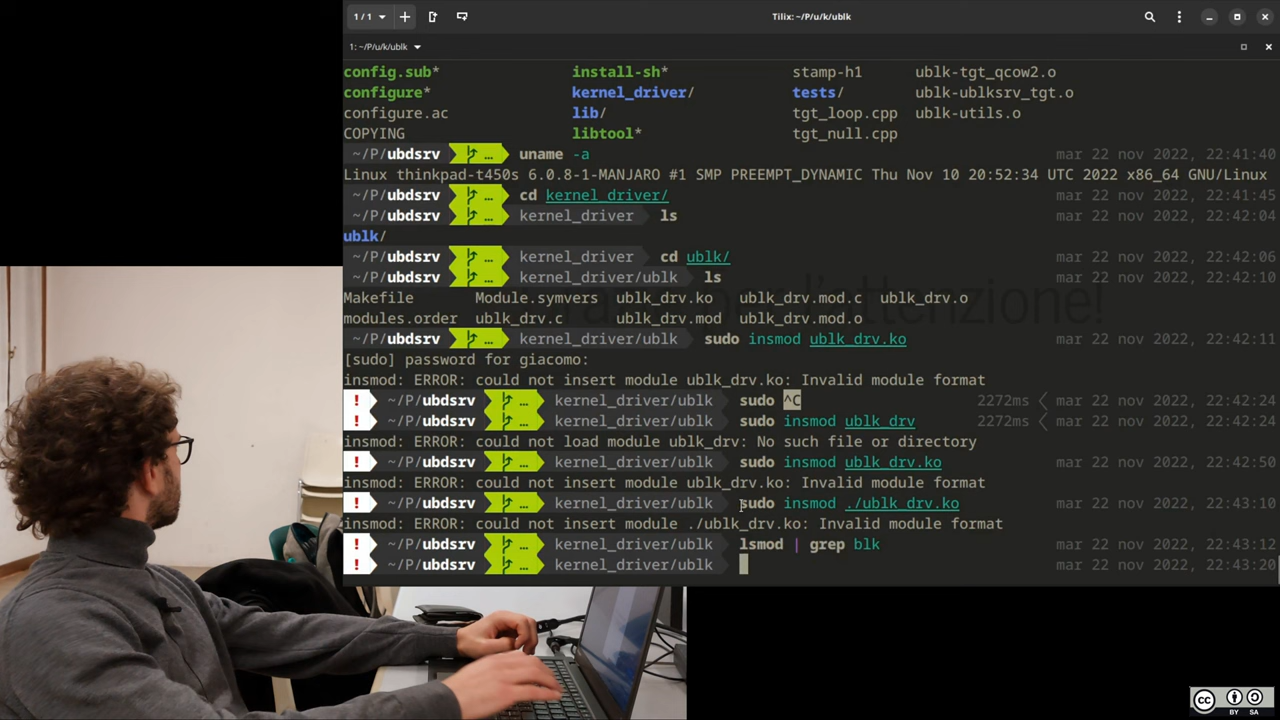 1 / 1
Tilix: ~/P/u/k/ublk
1: ~/P/u/k/ublk
config.sub* install-sh* stamp-h1 ublk-tgt_qcow2.o
configure* kernel_driver/ tests/ ublk-ublksrv_tgt.o
configure.ac lib/ tgt_loop.cpp ublk-utils.o
COPYING libtool* tgt_null.cpp
~/P/ubdsrv … uname -a mar 22 nov 2022, 22:41:40
Linux thinkpad-t450s 6.0.8-1-MANJARO #1 SMP PREEMPT_DYNAMIC Thu Nov 10 20:52:34 UTC 2022 x86_64 GNU/Linux
~/P/ubdsrv … cd kernel_driver/ mar 22 nov 2022, 22:41:45
~/P/ubdsrv … kernel_driver ls mar 22 nov 2022, 22:42:04
ublk/
~/P/ubdsrv … kernel_driver cd ublk/ mar 22 nov 2022, 22:42:06
~/P/ubdsrv … kernel_driver/ublk ls mar 22 nov 2022, 22:42:10
Makefile Module.symvers ublk_drv.ko ublk_drv.mod.c ublk_drv.o
modules.order ublk_drv.c ublk_drv.mod ublk_drv.mod.o
l'attenzione!
~/P/ubdsrv … kernel_driver/ublk sudo insmod ublk_drv.ko mar 22 nov 2022, 22:42:11
[sudo] password for giacomo:
insmod: ERROR: could not insert module ublk_drv.ko: Invalid module format
! ~/P/ubdsrv … kernel_driver/ublk sudo ^C 2272ms mar 22 nov 2022, 22:42:24
! ~/P/ubdsrv … kernel_driver/ublk sudo insmod ublk_drv 2272ms mar 22 nov 2022, 22:42:24
insmod: ERROR: could not load module ublk_drv: No such file or directory
! ~/P/ubdsrv … kernel_driver/ublk sudo insmod ublk_drv.ko mar 22 nov 2022, 22:42:50
insmod: ERROR: could not insert module ublk_drv.ko: Invalid module format
! ~/P/ubdsrv … kernel_driver/ublk sudo insmod ./ublk_drv.ko mar 22 nov 2022, 22:43:10
insmod: ERROR: could not insert module ./ublk_drv.ko: Invalid module format
! ~/P/ubdsrv … kernel_driver/ublk lsmod | grep blk mar 22 nov 2022, 22:43:12
! ~/P/ubdsrv … kernel_driver/ublk mar 22 nov 2022, 22:43:20
cc BY SA